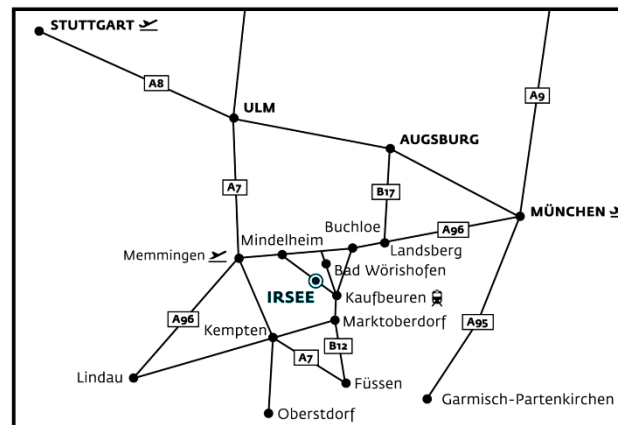 STUTTGART
A8
ULM
A9
AUGSBURG
A7
B17
MÜNCHEN
A96
Buchloe
Mindelheim
Landsberg
Memmingen
Bad Wörishofen
IRSEE
Kaufbeuren
A96
Marktoberdorf
A95
Kempten
B12
A7
Lindau
Füssen
Garmisch-Partenkirchen
Oberstdorf